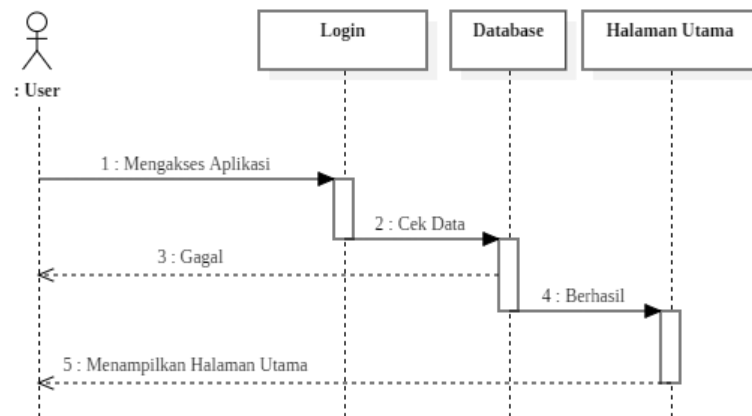 Login
Database
Halaman Utama
: User
1 : Mengakses Aplikasi
2 : Cek Data
3 : Gagal
4 : Berhasil
5 : Menampilkan Halaman Utama